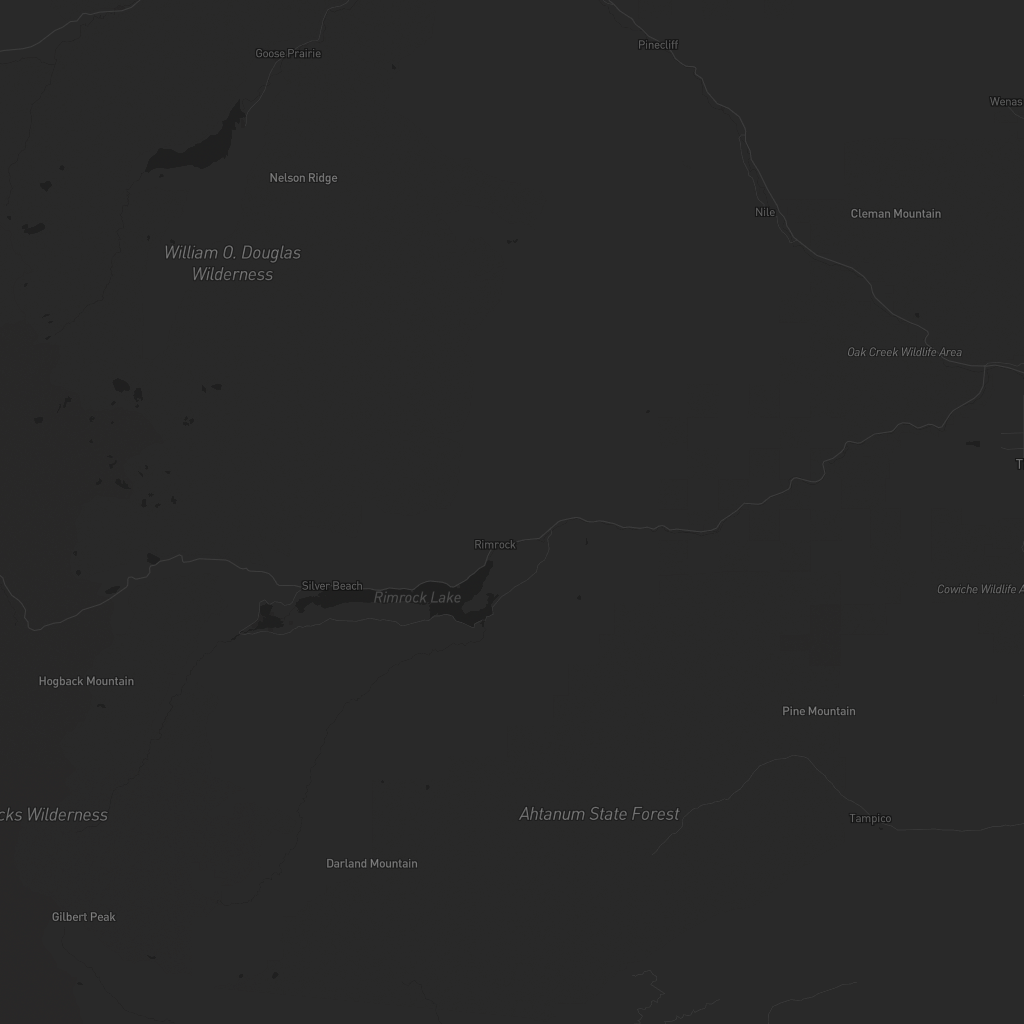 Pinecliff
Goose Prairie
Wenas
Nelson Ridge
Nile
Cleman Mountain
William O. Douglas
Wilderness
Oak Creek Wildlife Area
T
Rimrock
Silver Beach
Rimrock Lake
Cowiche Wildlife A
Hogback Mountain
Pine Mountain
cks Wilderness
Ahtanum State Forest
Tampico
Darland Mountain
Gilbert Peak